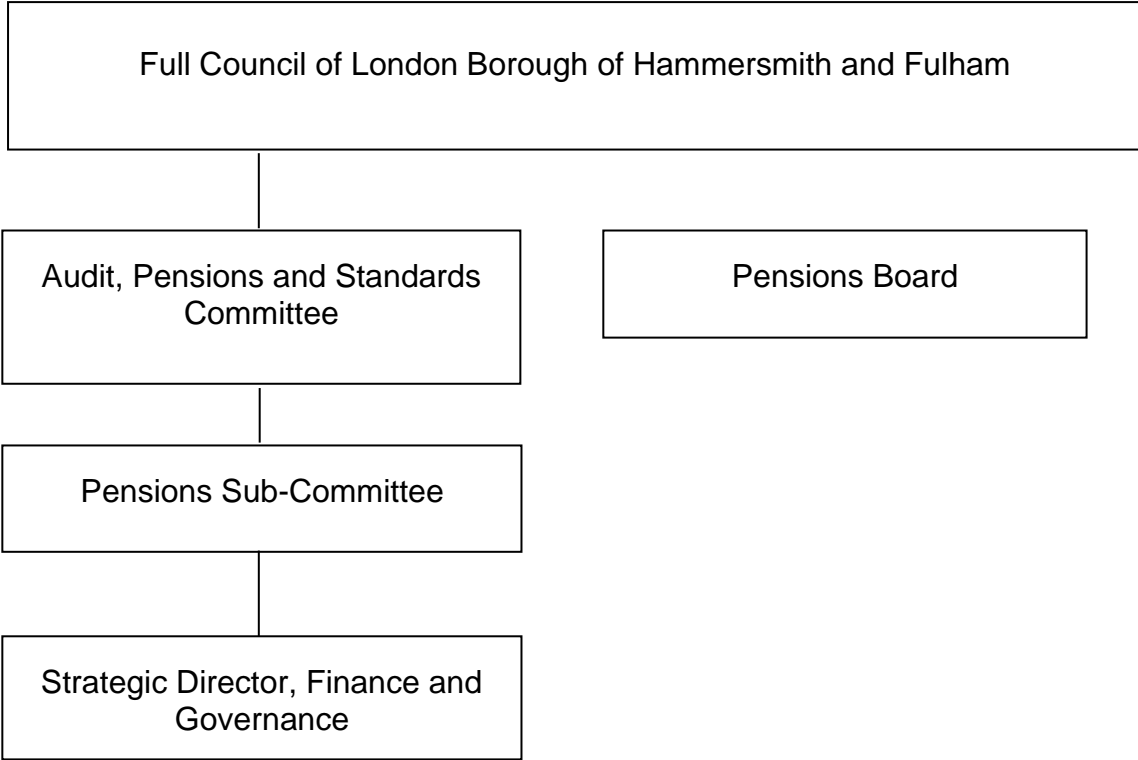 Full Council of London Borough of Hammersmith and Fulham
Audit, Pensions and Standards
Committee
Pensions Board
Pensions Sub-Committee
Strategic Director, Finance and
Governance